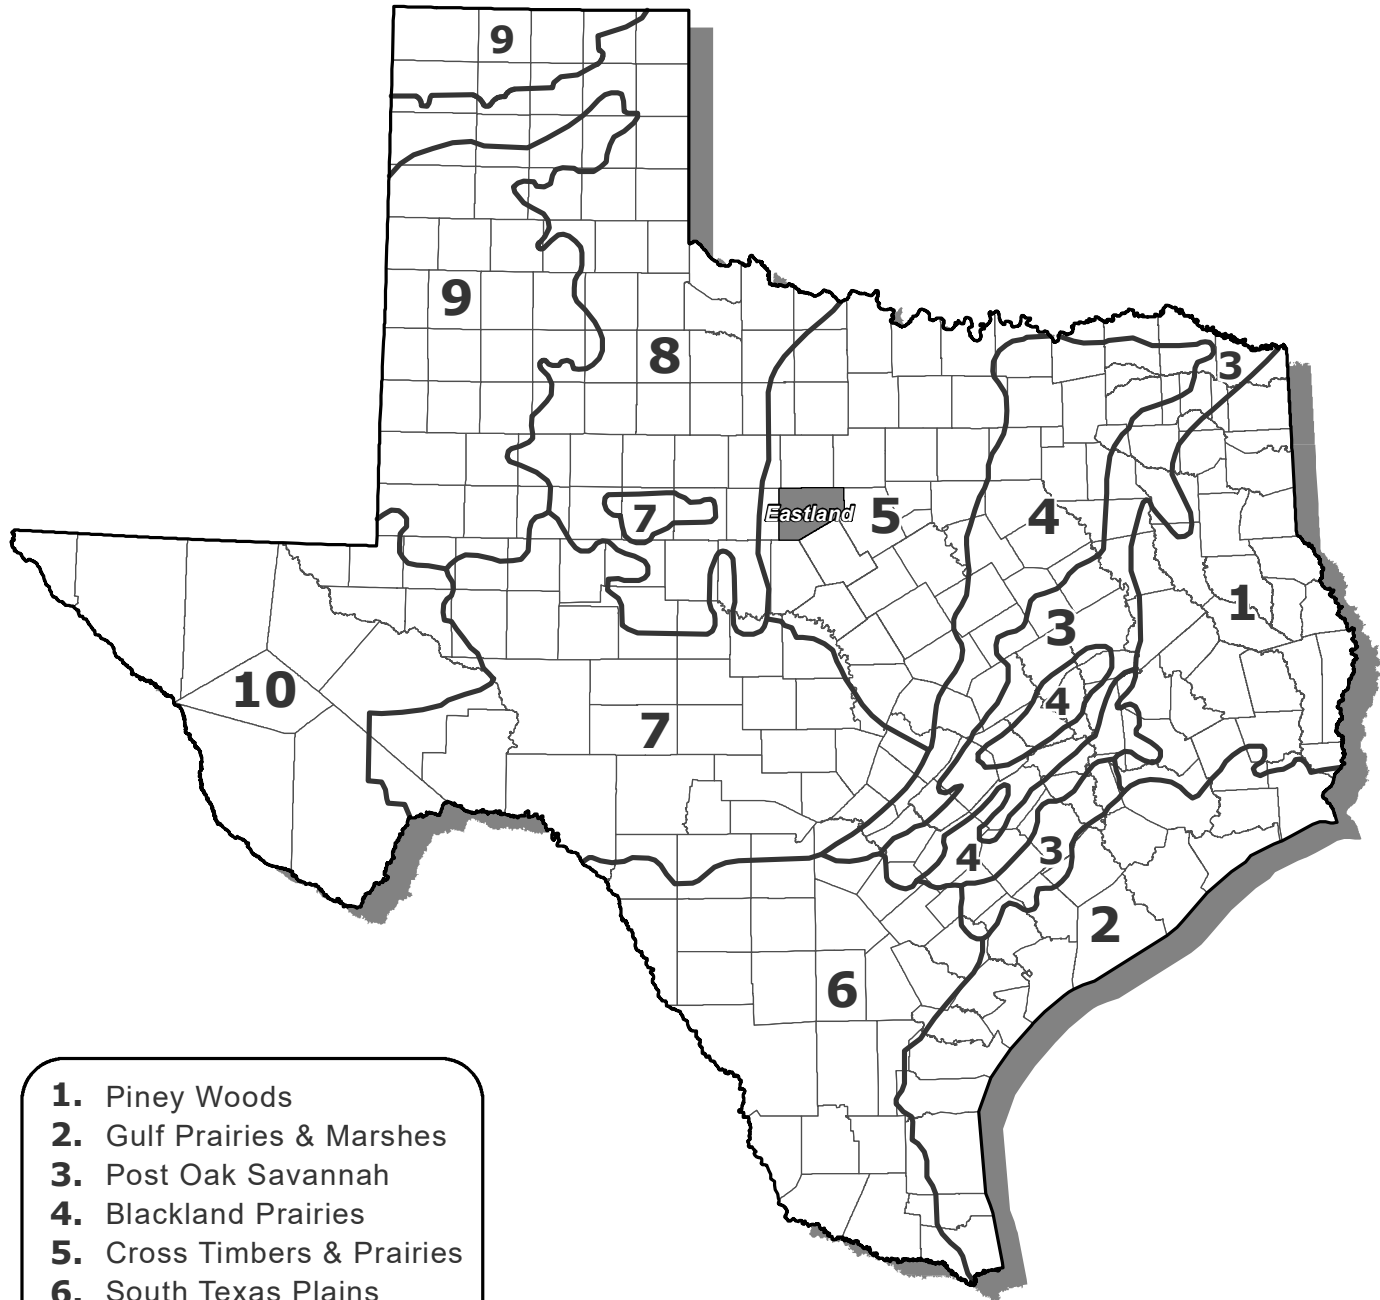 9
9
8
3
7
Eastland
5
4
1
3
10
4
7
4
3
2
6
1. Piney Woods
2. Gulf Prairies & Marshes
3. Post Oak Savannah
4. Blackland Prairies
5. Cross Timbers & Prairies
6. South Texas Plains